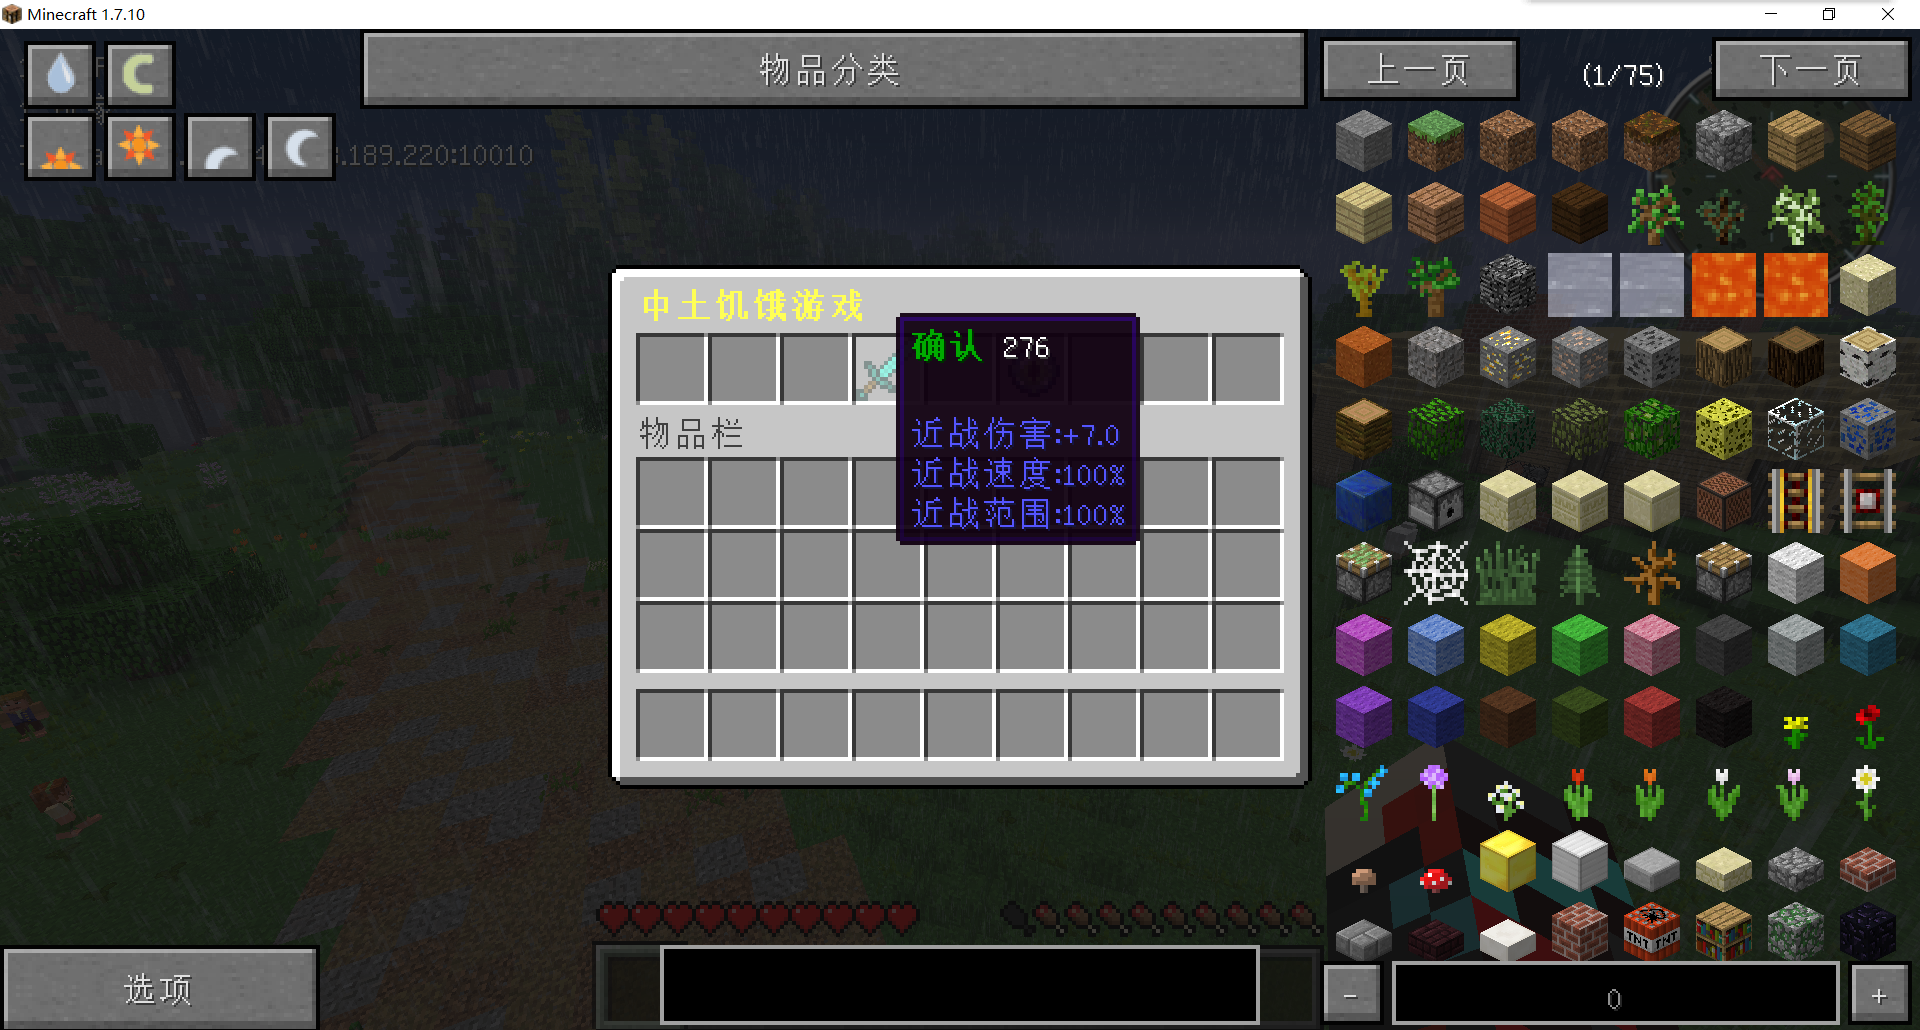 Minecraft 1.7.10
物品分类
上一页
(1/75)
下一页
.189.220:10010
中土饥饿游戏
确认 276
物品栏
近战伤害:+7.0
近战速度:100%
近战范围:100%
TNT TNT
选项
-
0
+